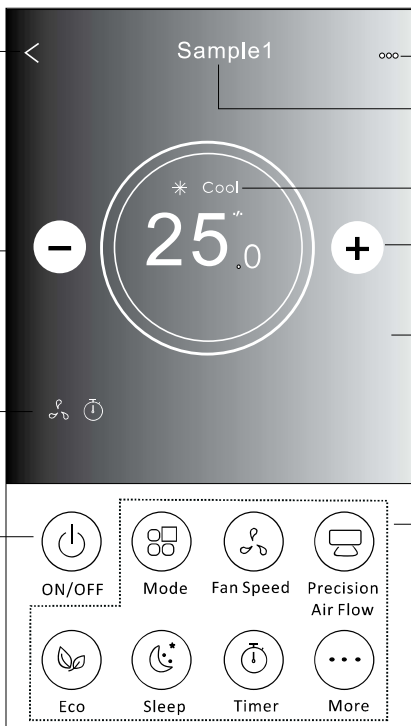 Sample1
Cool
25.0
ON/OFF
Mode
Fan Speed
Precision
Air Flow
Eco
Sleep
Timer
More